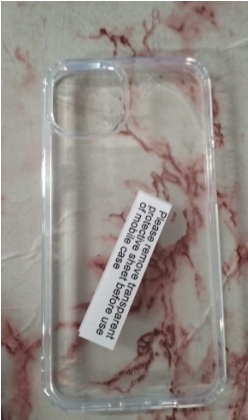 Please remove transparent
protective sheet before use
of mobile case